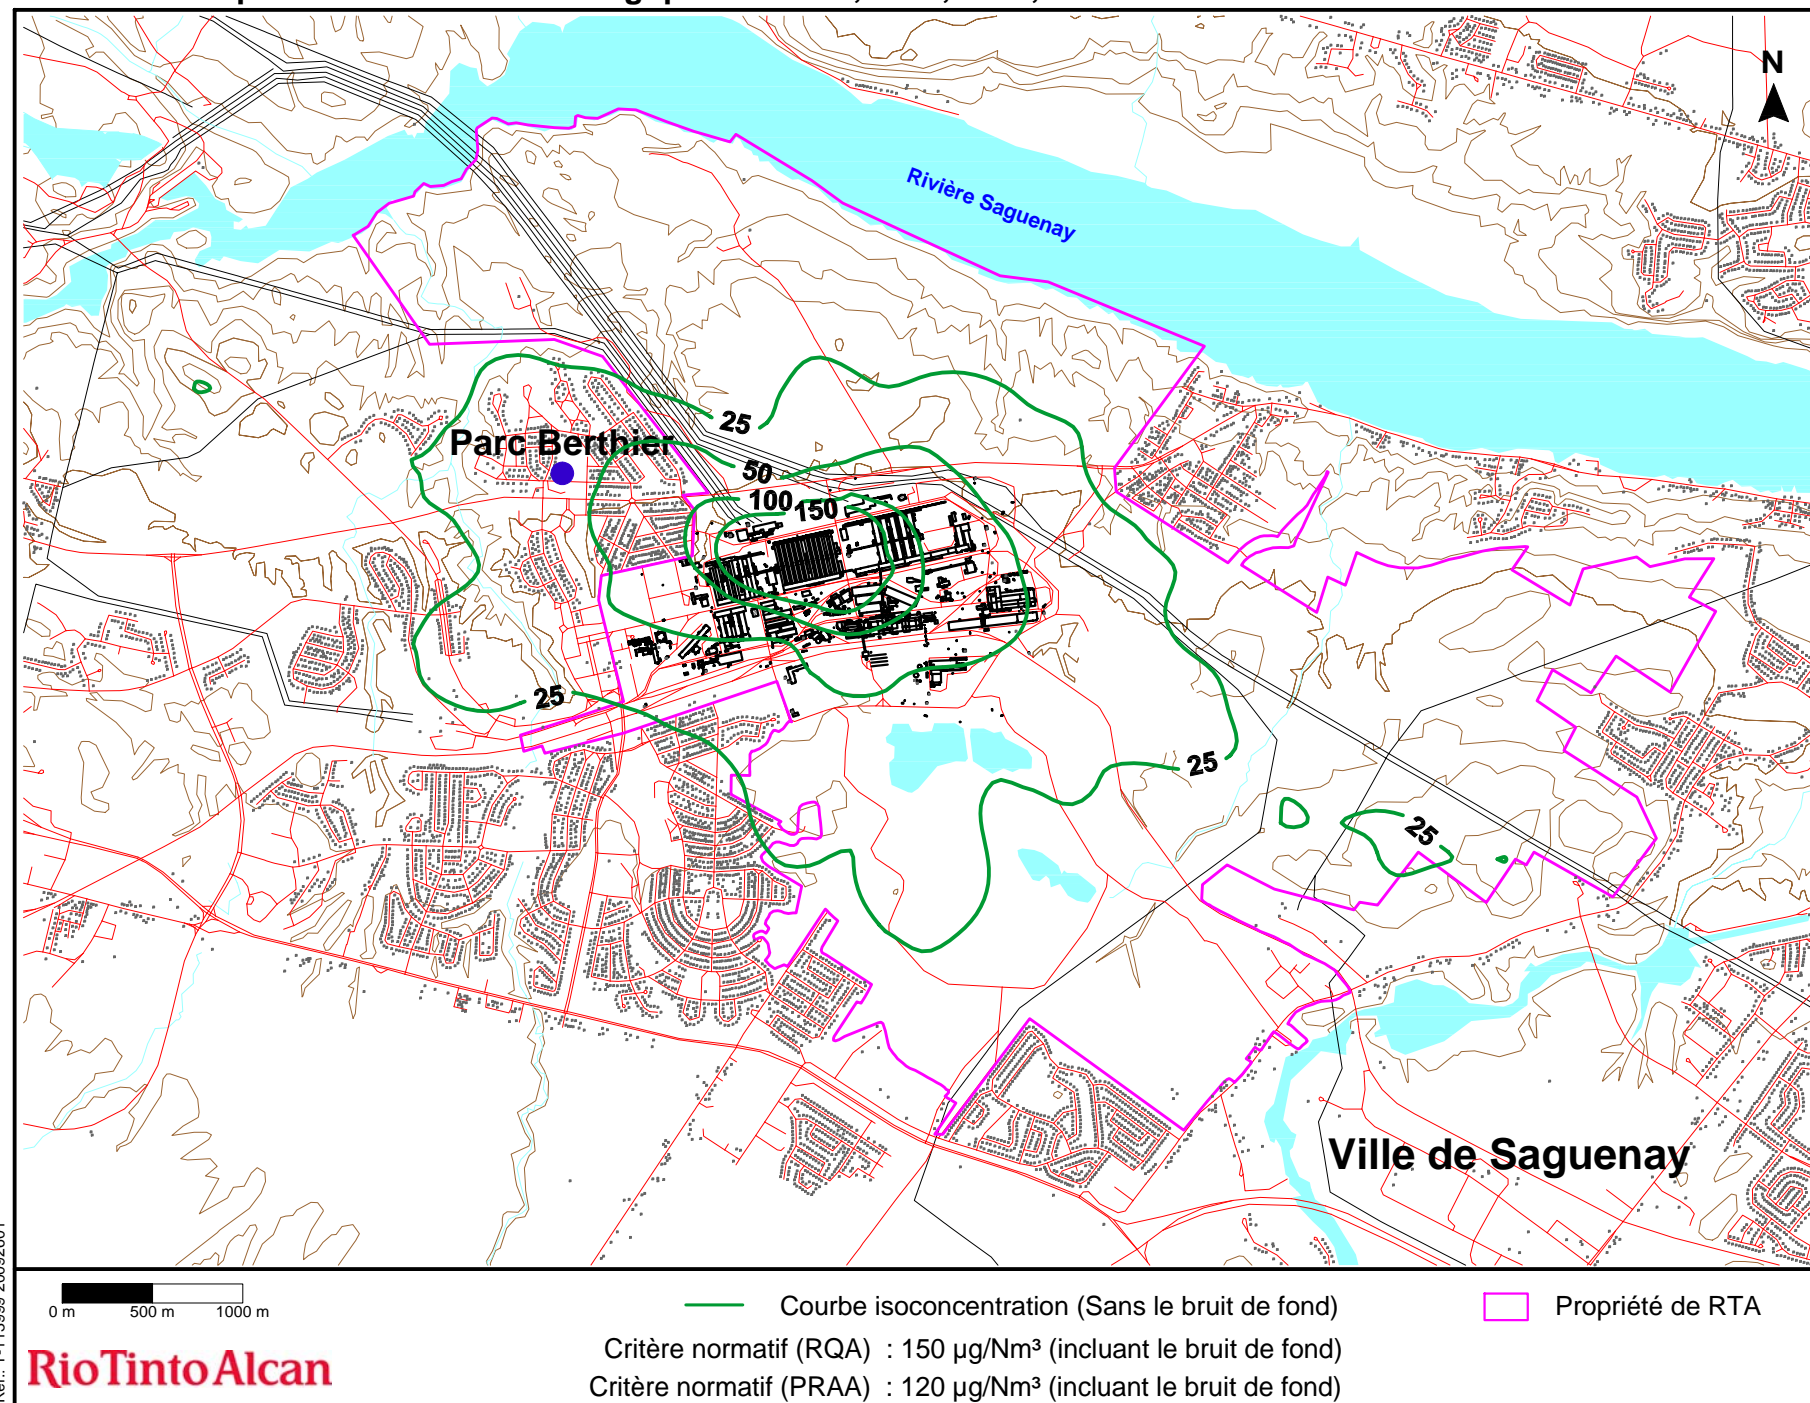 N
Rivière Saguenay
25
Parc Berthier
50
100
150
25
25
25
Ville de Saguenay
0 m 500 m 1000 m
Courbe isoconcentration (Sans le bruit de fond)
Propriété de RTA
Critère normatif (RQA) : 150 µg/Nm³ (incluant le bruit de fond)
Critère normatif (PRAA) : 120 µg/Nm³ (incluant le bruit de fond)
RioTintoAlcan